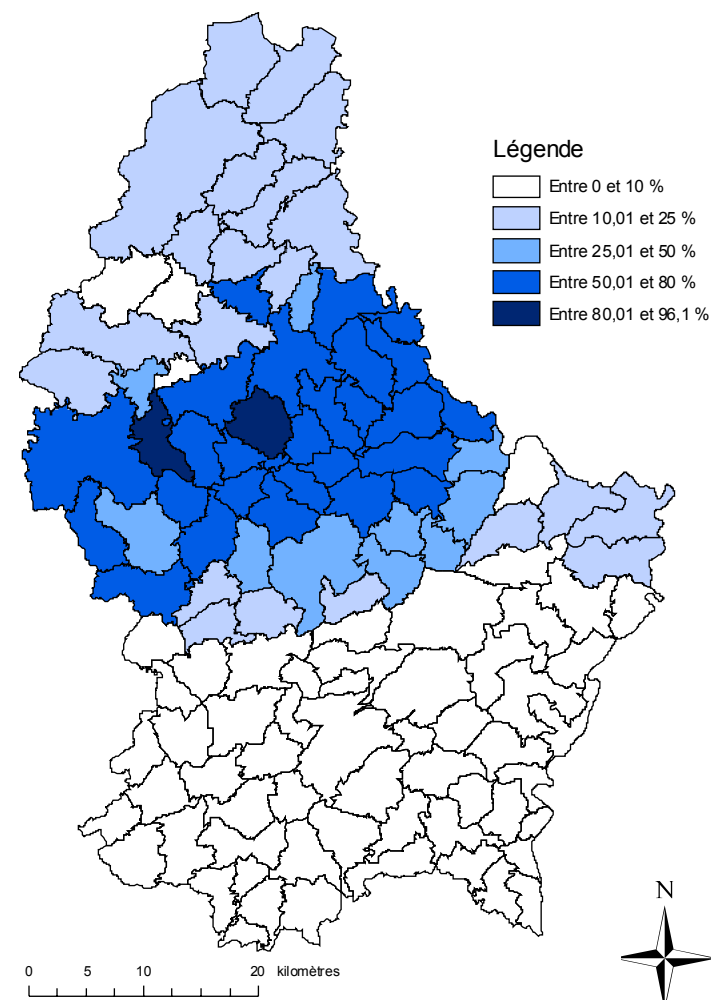 Légende
Entre 0 et 10 %
Entre 10,01 et 25 %
Entre 25,01 et 50 %
Entre 50,01 et 80 %
Entre 80,01 et 96,1 %
N
0 5 10 20 kilomètres